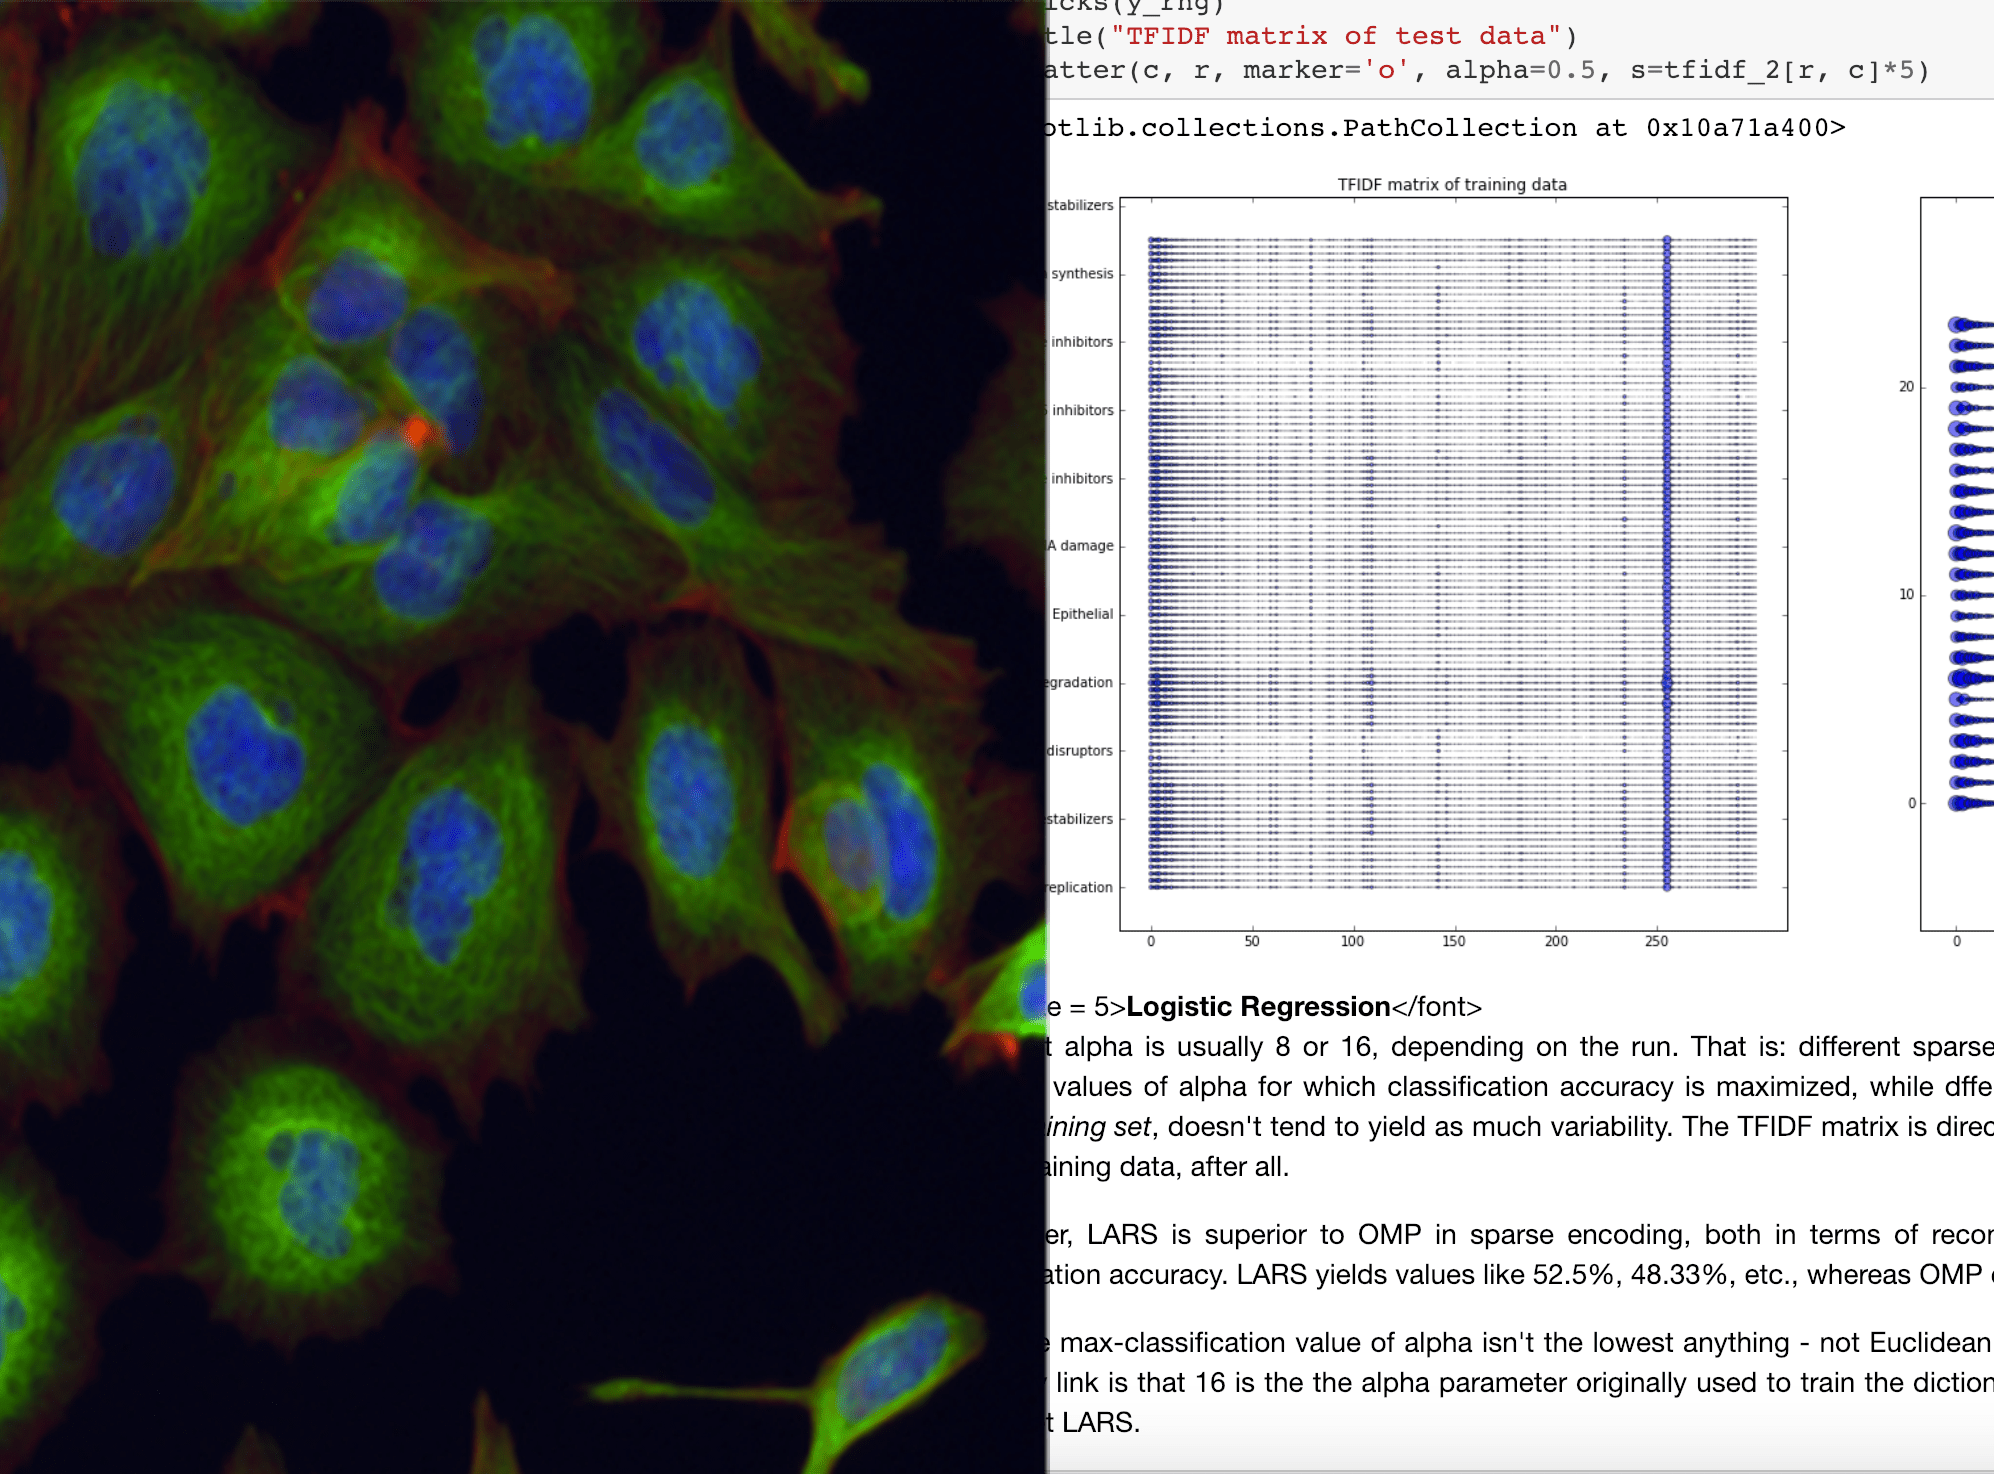 icks(y_rng)
tle("TFIDF matrix of test data")
atter(c, r, marker='o', alpha=0.5, s=tfidf_2[r, c]*5)
otlib.collections.PathCollection at 0x10a71a400>
TFIDF matrix of training data
stabilizers
synthesis
inhibitors
inhibitors
inhibitors
A damage
Epithelial
egradation
disruptors
stabilizers
replication
0 50 100 150 200 250
20
10
0
0
e = 5>Logistic Regression</font>
t alpha is usually 8 or 16, depending on the run. That is: different sparse
values of alpha for which classification accuracy is maximized, while dffe
ining set, doesn't tend to yield as much variability. The TFIDF matrix is direc
aining data, after all.
er, LARS is superior to OMP in sparse encoding, both in terms of recor
ation accuracy. LARS yields values like 52.5%, 48.33%, etc., whereas OMP
max-classification value of alpha isn't the lowest anything - not Euclidean
link is that 16 is the the alpha parameter originally used to train the diction
t LARS.